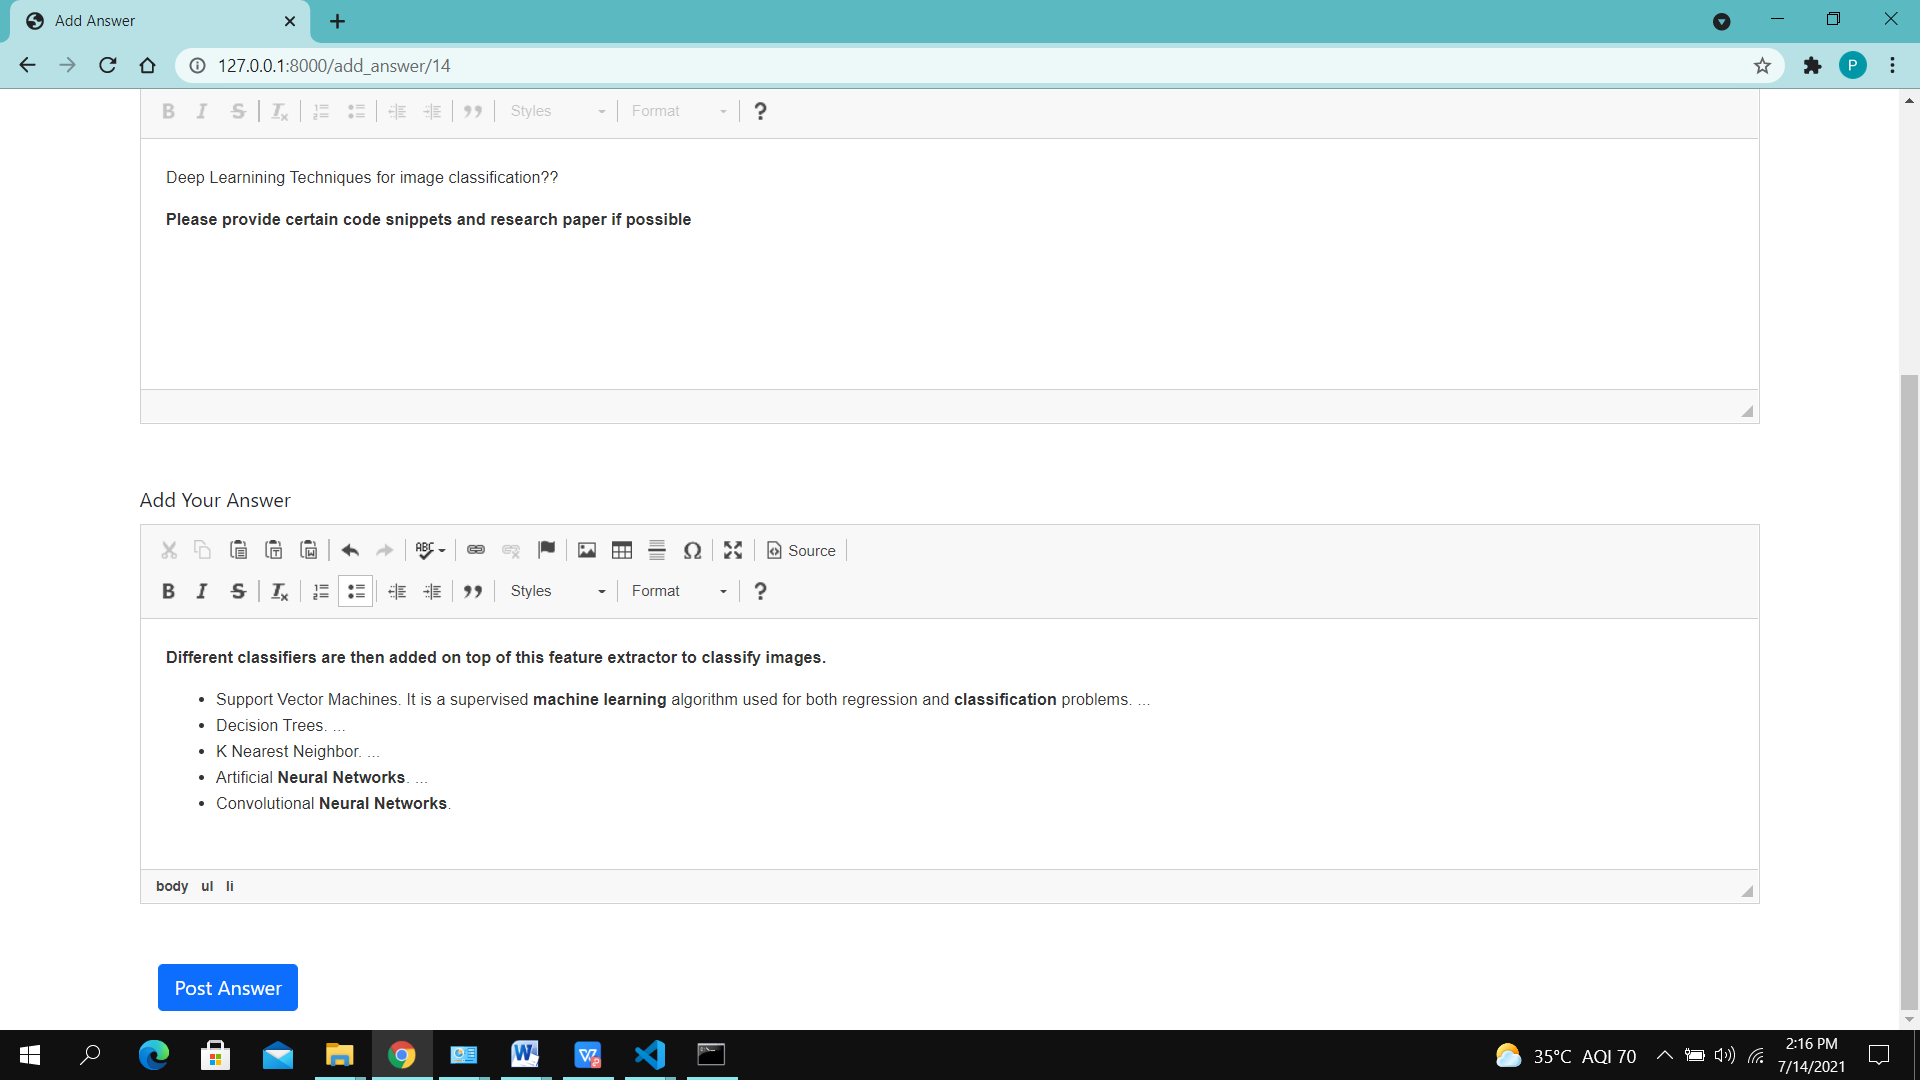 Add Answer
127.0.0.1:8000/add_answer/14
P
B I S Tx Styles Format ?
Deep Learnining Techniques for image classification??
Please provide certain code snippets and research paper if possible
Add Your Answer
ABC Ω Source
B I S Tx Styles Format ?
Different classifiers are then added on top of this feature extractor to classify images.
• Support Vector Machines. It is a supervised machine learning algorithm used for both regression and classification problems. ...
• Decision Trees. ...
• K Nearest Neighbor. ...
• Artificial Neural Networks. ...
• Convolutional Neural Networks.
body ul li
Post Answer
35°C AQI 70
2:16 PM
7/14/2021